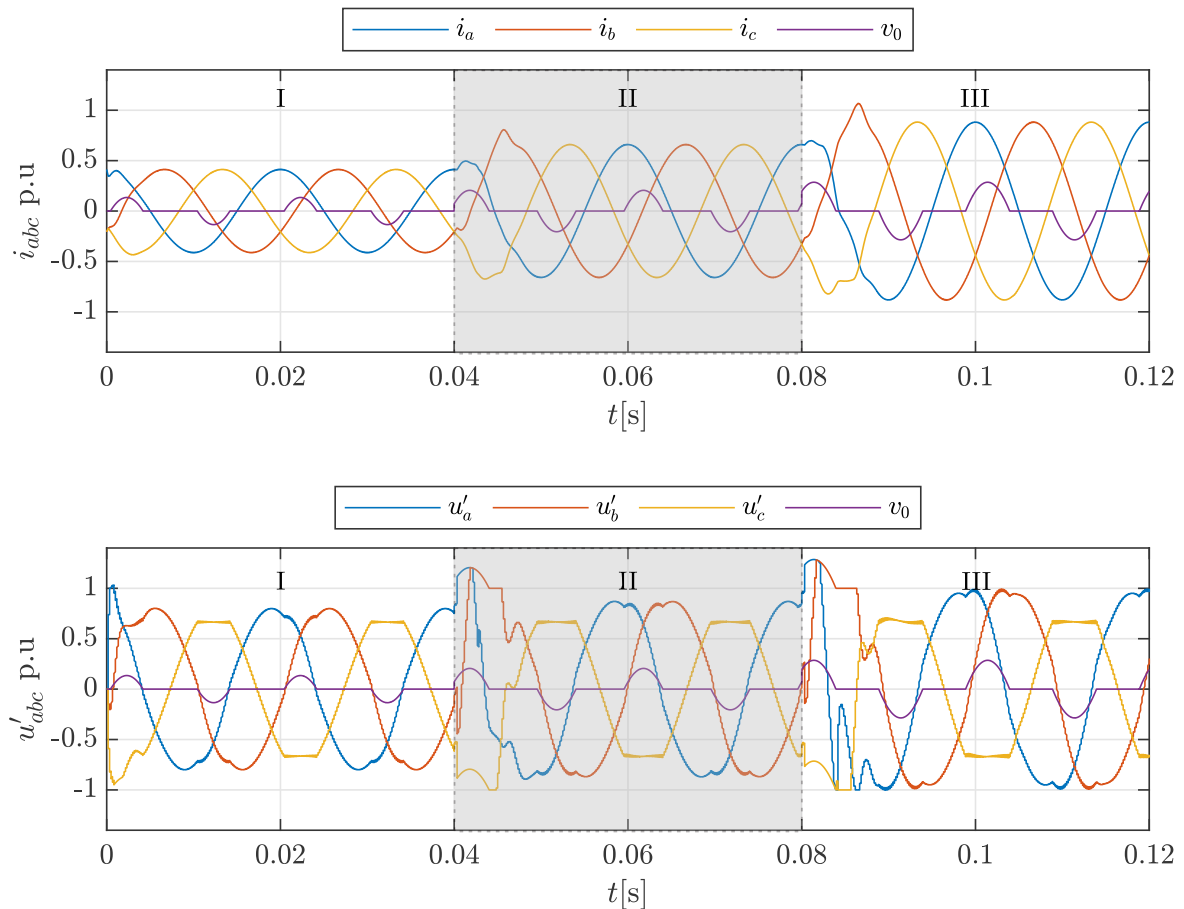 i_a i_b i_c v_0
I II III
1
0.5
0
-0.5
-1
i_abc p.u
0 0.02 0.04 0.06 0.08 0.1 0.12
t[s]
u′_a u′_b u′_c v_0
I II III
1
0.5
0
-0.5
-1
u′_abc p.u
0 0.02 0.04 0.06 0.08 0.1 0.12
t[s]